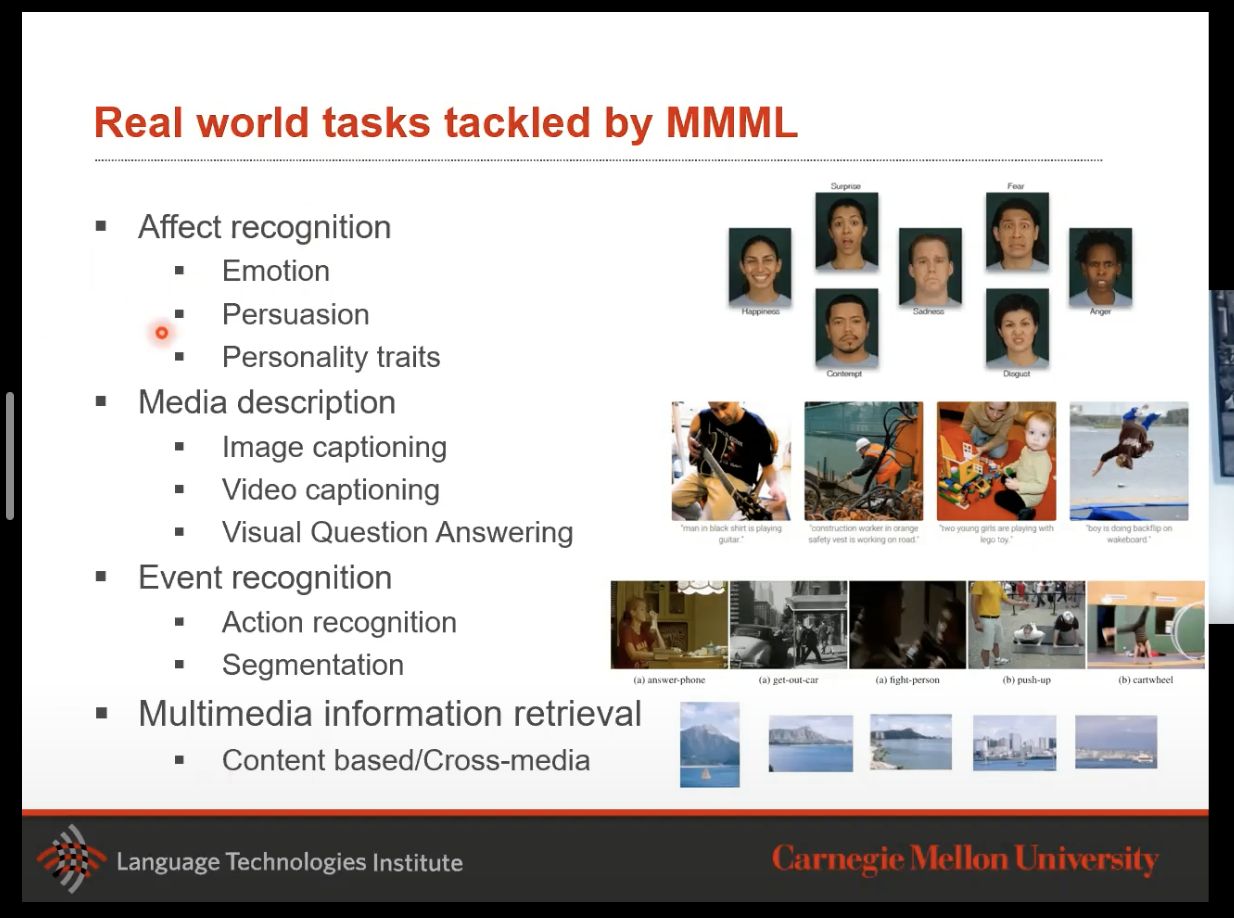 Real world tasks tackled by MMML
Affect recognition
Emotion
Persuasion
Personality traits
Media description
Image captioning
Video captioning
Visual Question Answering
Event recognition
Action recognition
Segmentation
Multimedia information retrieval
Content based/Cross-media
Surprise
Fear
Happiness
Sadness
Anger
Contempt
Disgust
"man in black shirt is playing
guitar."
"construction worker in orange
safety vest is working on road."
"two young girls are playing with
lego toy."
"boy is doing backflip on
wakeboard."
(a) answer-phone
(a) get-out-car
(a) fight-person
(b) push-up
(b) cartwheel
Language Technologies Institute
Carnegie Mellon University